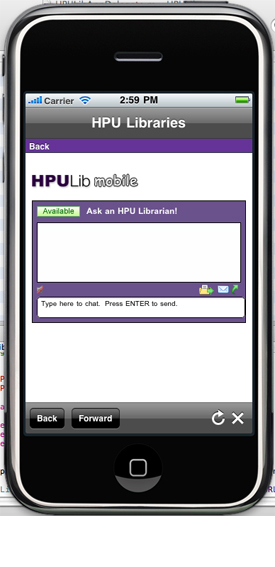 Carrier 2:59 PM
HPU Libraries
Back
HPULib mobile
Available Ask an HPU Librarian!
Type here to chat. Press ENTER to send.
Back Forward